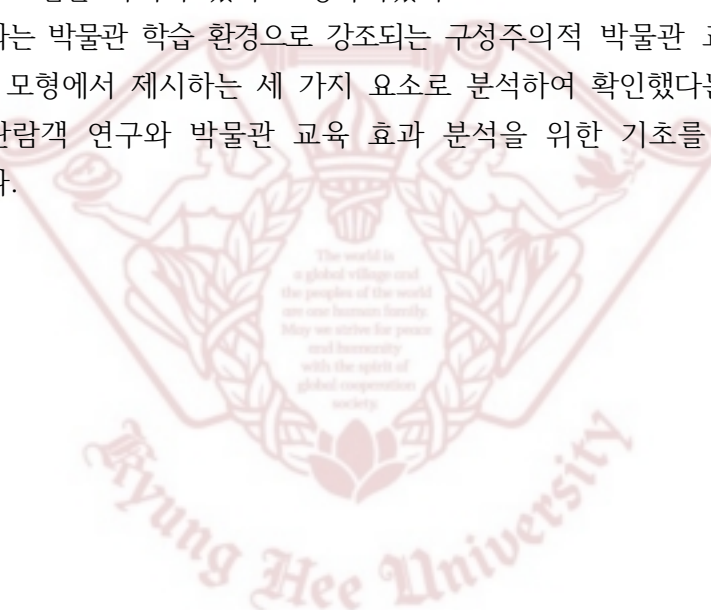 는 박물관 학습 환경으로 강조되는 구성주의적 박물관
모형에서 제시하는 세 가지 요소로 분석하여 확인했다는
관람객 연구와 박물관 교육 효과 분석을 위한 기초를
다.
The world is
a global village and
the peoples of the world
are one human family.
May we strive for peace
and humanity
with the spirit of
global cooperation
society.
Kyung Hee University